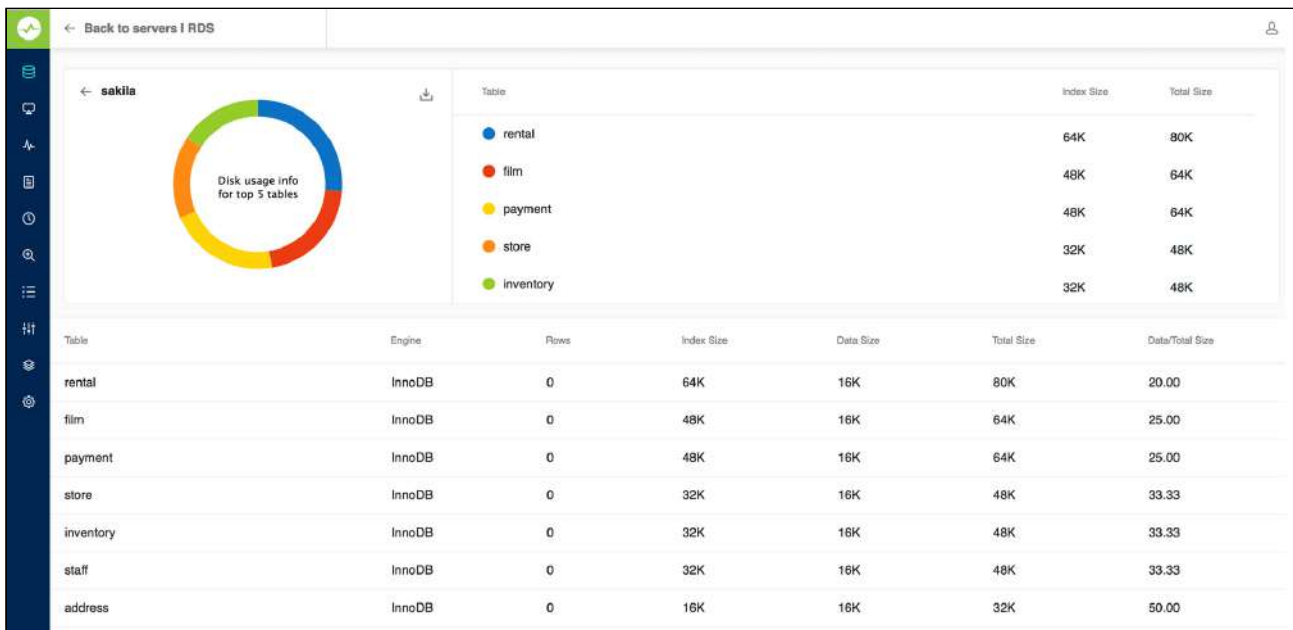 ← Back to servers I RDS
← sakila
Disk usage info
for top 5 tables
Table Index Size Total Size
rental 64K 80K
film 48K 64K
payment 48K 64K
store 32K 48K
inventory 32K 48K
Table Engine Rows Index Size Data Size Total Size Data/Total Size
rental InnoDB 0 64K 16K 80K 20.00
film InnoDB 0 48K 16K 64K 25.00
payment InnoDB 0 48K 16K 64K 25.00
store InnoDB 0 32K 16K 48K 33.33
inventory InnoDB 0 32K 16K 48K 33.33
staff InnoDB 0 32K 16K 48K 33.33
address InnoDB 0 16K 16K 32K 50.00